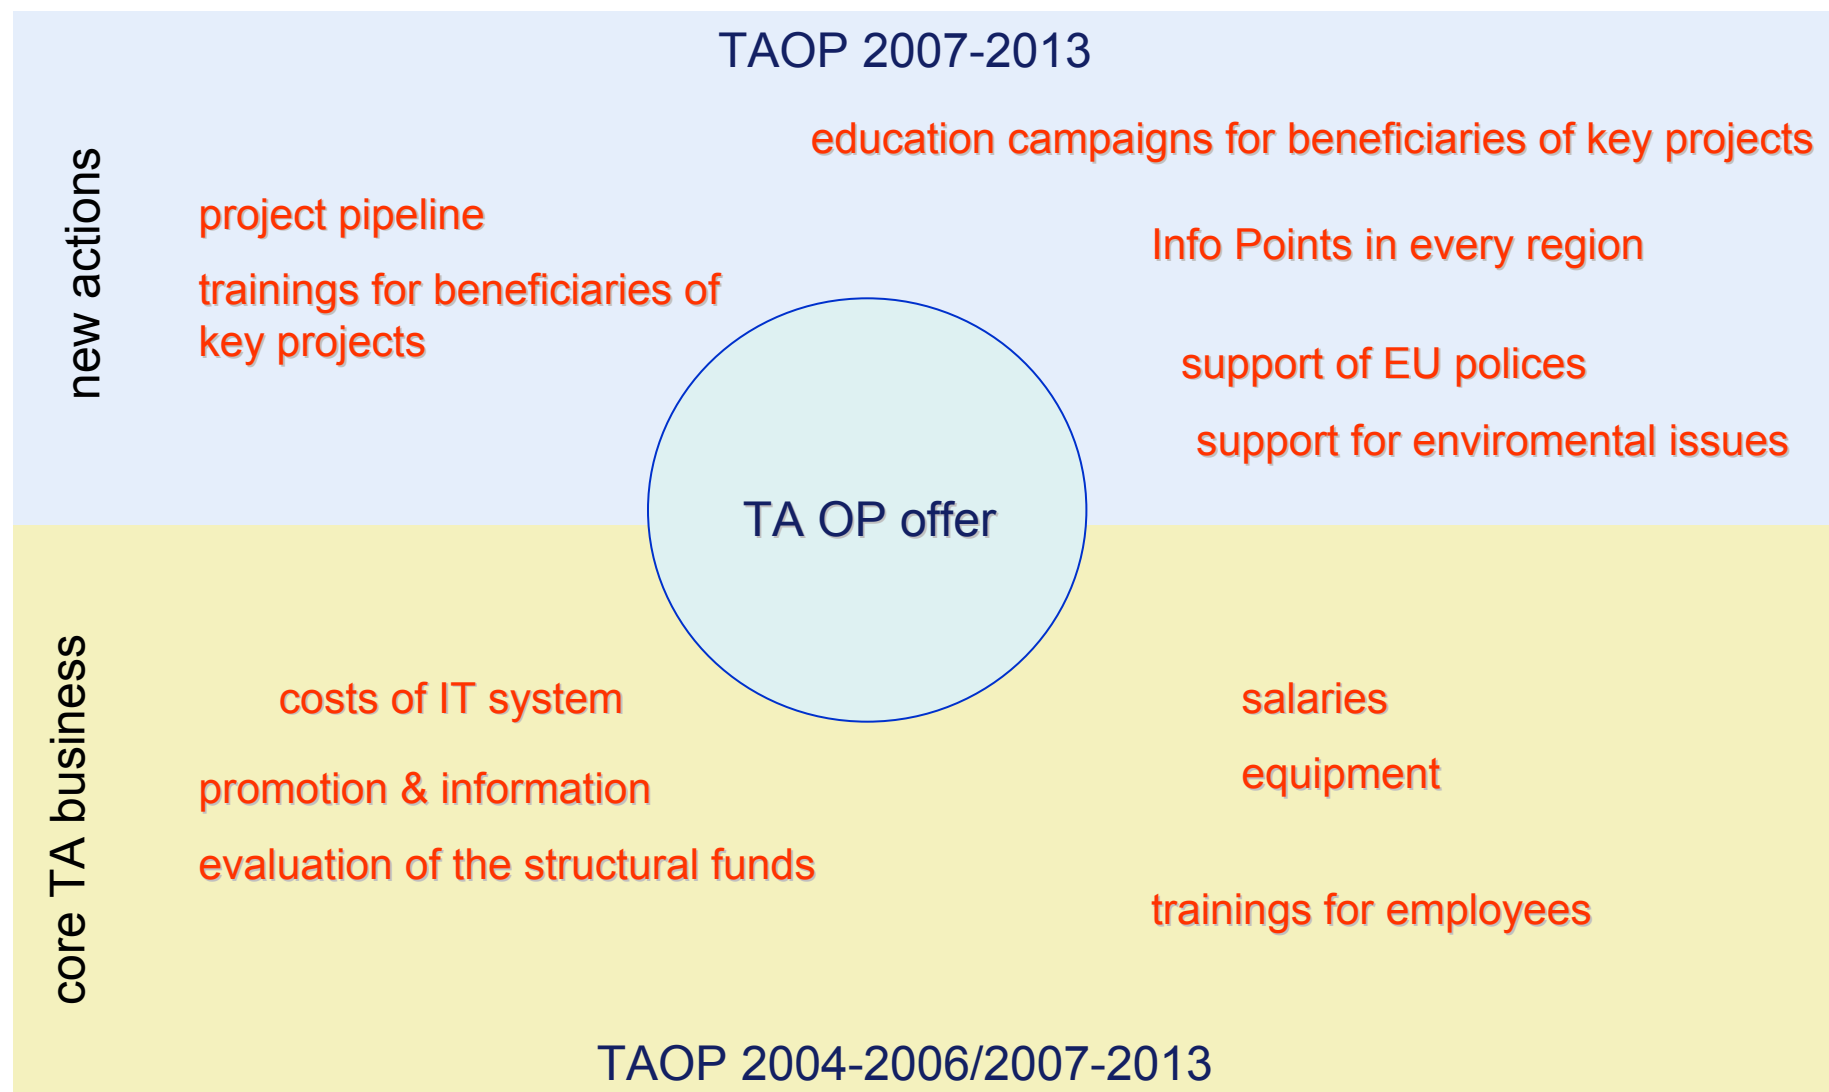 TAOP 2007-2013
new actions
education campaigns for beneficiaries of key projects
project pipeline
Info Points in every region
trainings for beneficiaries of
key projects
support of EU polices
support for enviromental issues
TA OP offer
core TA business
costs of IT system
salaries
promotion & information
equipment
evaluation of the structural funds
trainings for employees
TAOP 2004-2006/2007-2013